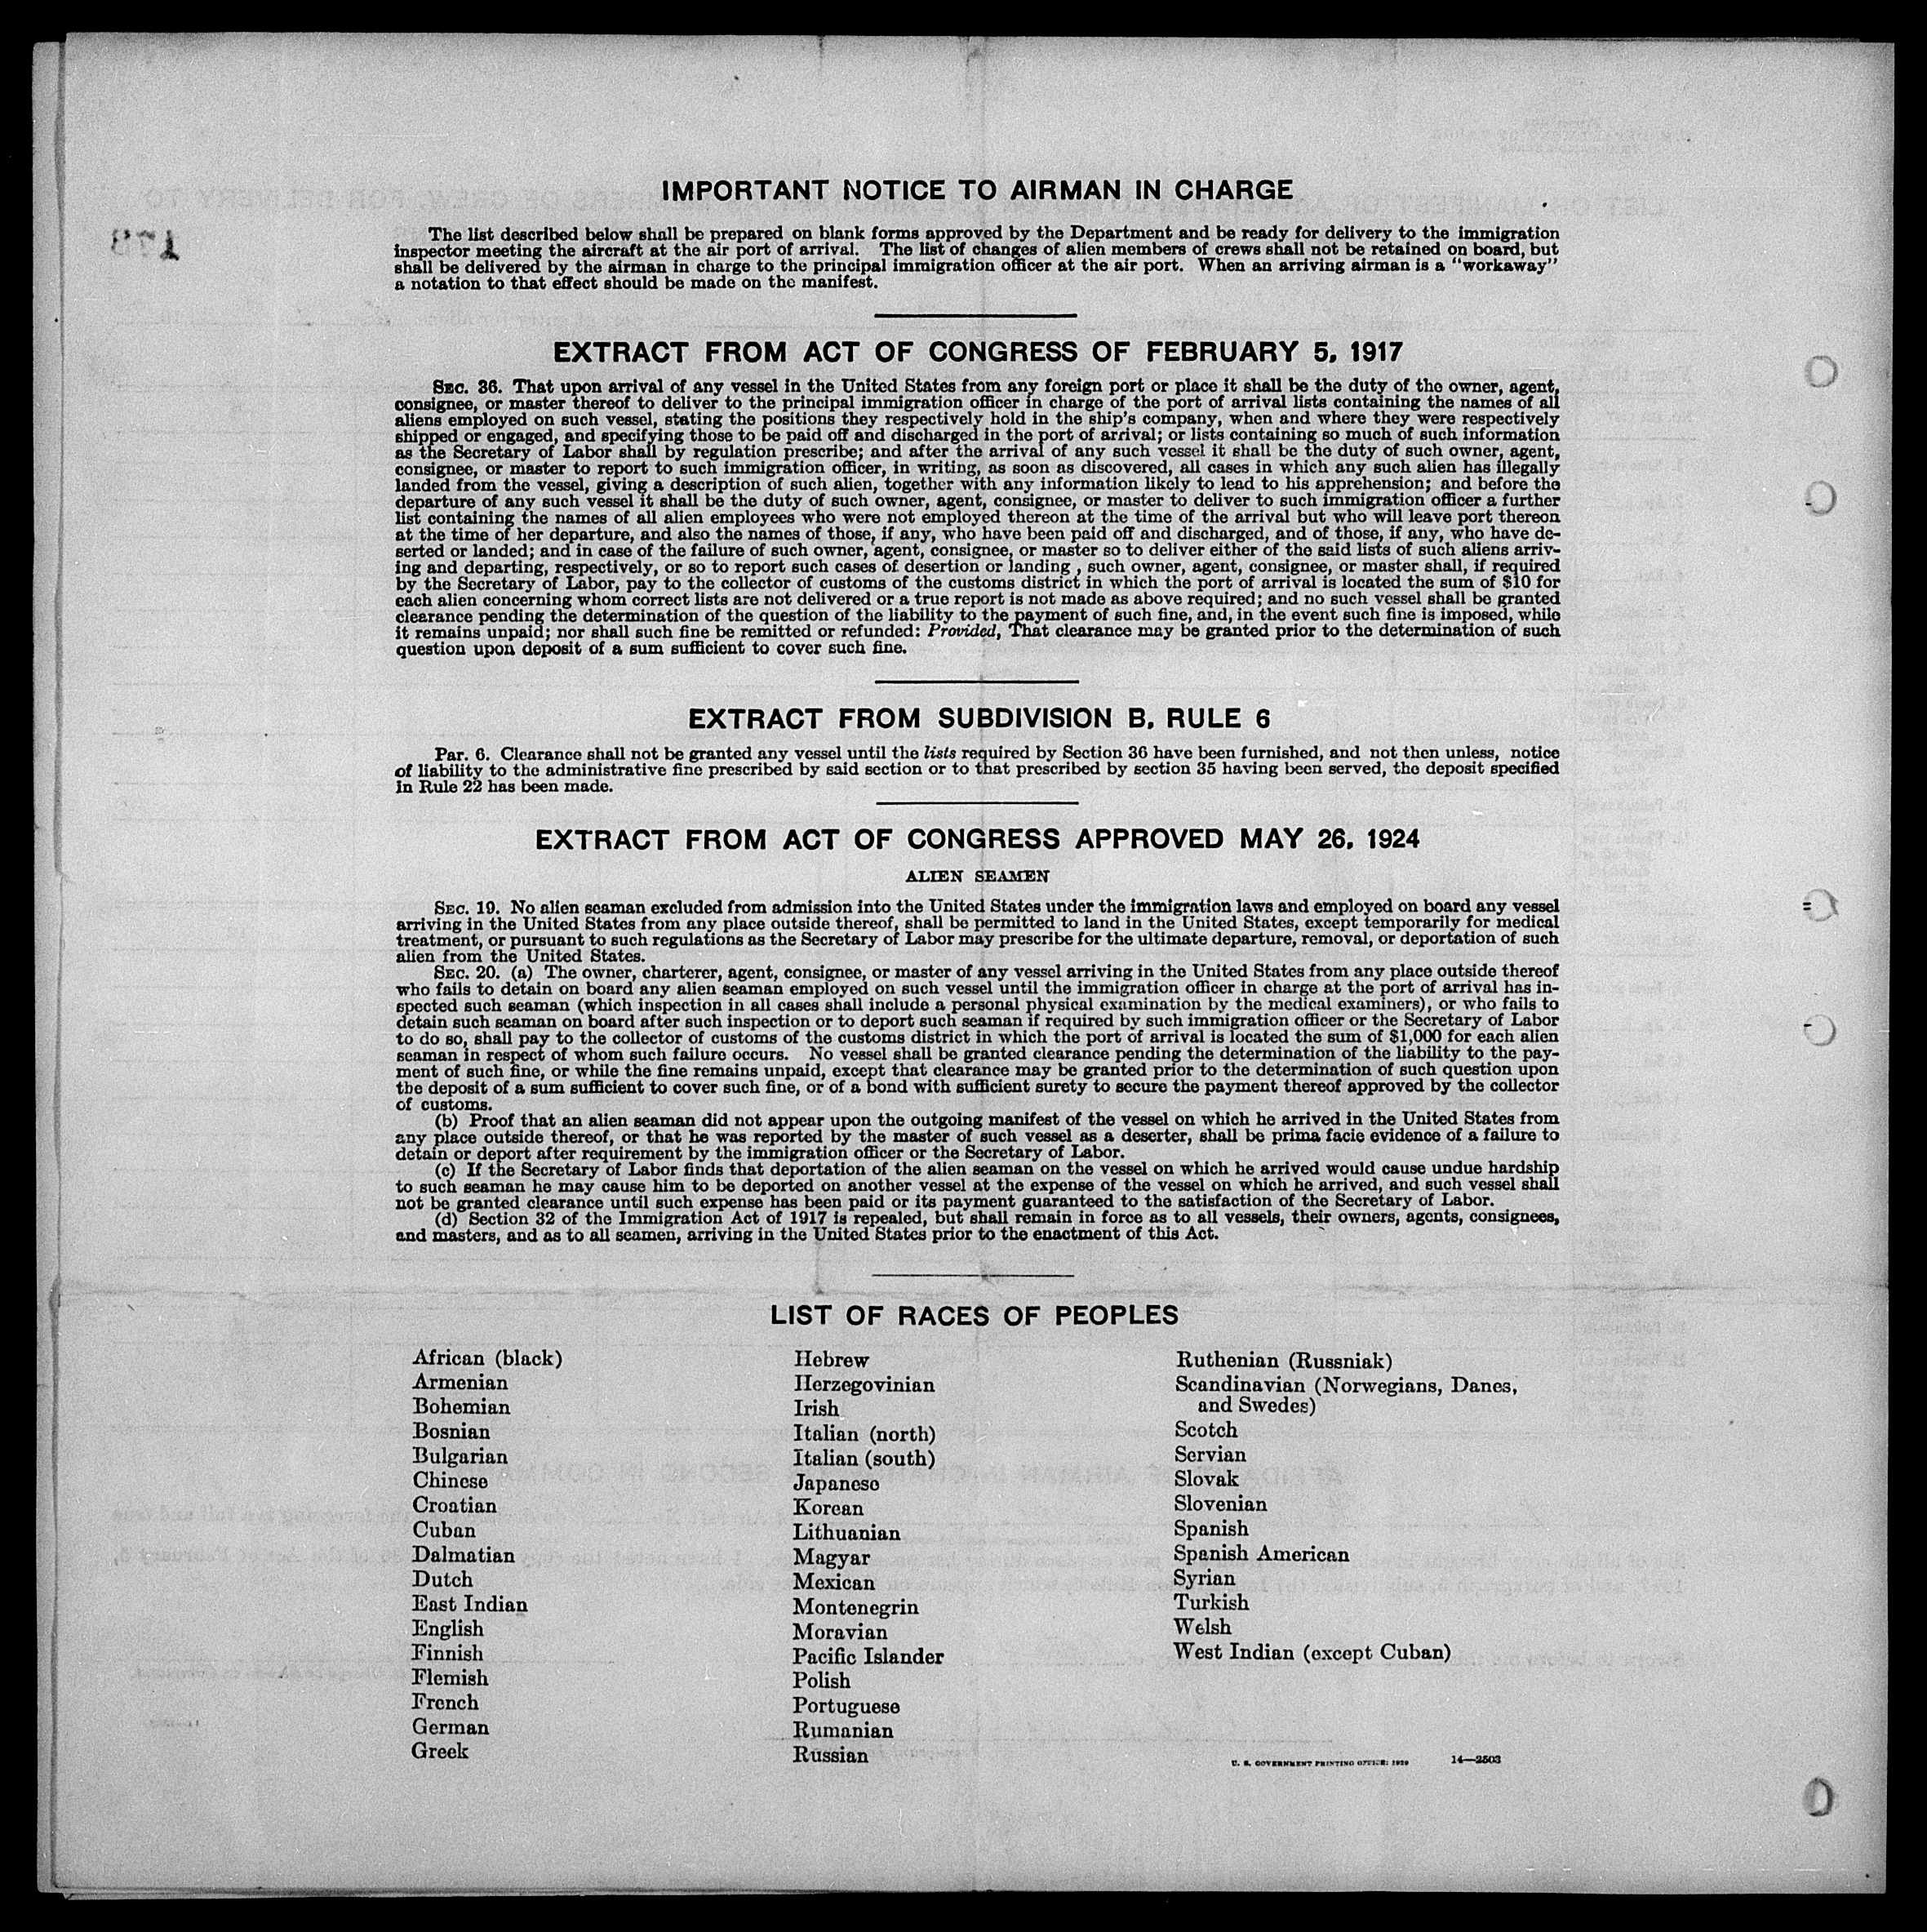 IMPORTANT NOTICE TO AIRMAN IN CHARGE
The list described below shall be prepared on blank forms approved by the Department and be ready for delivery to the immigration
inspector meeting the aircraft at the air port of arrival. The list of changes of alien members of crews shall not be retained on board, but
shall be delivered by the airman in charge to the principal immigration officer at the air port. When an arriving airman is a "workaway"
a notation to that effect should be made on the manifest.
EXTRACT FROM ACT OF CONGRESS OF FEBRUARY 5, 1917
SEC. 36. That upon arrival of any vessel in the United States from any foreign port or place it shall be the duty of the owner, agent,
consignee, or master thereof to deliver to the principal immigration officer in charge of the port of arrival lists containing the names of all
aliens employed on such vessel, stating the positions they respectively hold in the ship's company, when and where they were respectively
shipped or engaged, and specifying those to be paid off and discharged in the port of arrival; or lists containing so much of such information
as the Secretary of Labor shall by regulation prescribe; and after the arrival of any such vessel it shall be the duty of such owner, agent,
consignee, or master to report to such immigration officer, in writing, as soon as discovered, all cases in which any such alien has illegally
landed from the vessel, giving a description of such alien, together with any information likely to lead to his apprehension; and before the
departure of any such vessel it shall be the duty of such owner, agent, consignee, or master to deliver to such immigration officer a further
list containing the names of all alien employees who were not employed thereon at the time of the arrival but who will leave port thereon
at the time of her departure, and also the names of those, if any, who have been paid off and discharged, and of those, if any, who have de-
serted or landed; and in case of the failure of such owner, agent, consignee, or master so to deliver either of the said lists of such aliens arriv-
ing and departing, respectively, or so to report such cases of desertion or landing , such owner, agent, consignee, or master shall, if required
by the Secretary of Labor, pay to the collector of customs of the customs district in which the port of arrival is located the sum of $10 for
each alien concerning whom correct lists are not delivered or a true report is not made as above required; and no such vessel shall be granted
clearance pending the determination of the question of the liability to the payment of such fine, and, in the event such fine is imposed, while
it remains unpaid; nor shall such fine be remitted or refunded: Provided, That clearance may be granted prior to the determination of such
question upon deposit of a sum sufficient to cover such fine.
EXTRACT FROM SUBDIVISION B, RULE 6
Par. 6. Clearance shall not be granted any vessel until the lists required by Section 36 have been furnished, and not then unless, notice
of liability to the administrative fine prescribed by said section or to that prescribed by section 35 having been served, the deposit specified
in Rule 22 has been made.
EXTRACT FROM ACT OF CONGRESS APPROVED MAY 26, 1924
ALIEN SEAMEN
SEC. 19. No alien seaman excluded from admission into the United States under the immigration laws and employed on board any vessel
arriving in the United States from any place outside thereof, shall be permitted to land in the United States, except temporarily for medical
treatment, or pursuant to such regulations as the Secretary of Labor may prescribe for the ultimate departure, removal, or deportation of such
alien from the United States.
SEC. 20. (a) The owner, charterer, agent, consignee, or master of any vessel arriving in the United States from any place outside thereof
who fails to detain on board any alien seaman employed on such vessel until the immigration officer in charge at the port of arrival has in-
spected such seaman (which inspection in all cases shall include a personal physical examination by the medical examiners), or who fails to
detain such seaman on board after such inspection or to deport such seaman if required by such immigration officer or the Secretary of Labor
to do so, shall pay to the collector of customs of the customs district in which the port of arrival is located the sum of $1,000 for each alien
seaman in respect of whom such failure occurs. No vessel shall be granted clearance pending the determination of the liability to the pay-
ment of such fine, or while the fine remains unpaid, except that clearance may be granted prior to the determination of such question upon
the deposit of a sum sufficient to cover such fine, or of a bond with sufficient surety to secure the payment thereof approved by the collector
of customs.
(b) Proof that an alien seaman did not appear upon the outgoing manifest of the vessel on which he arrived in the United States from
any place outside thereof, or that he was reported by the master of such vessel as a deserter, shall be prima facie evidence of a failure to
detain or deport after requirement by the immigration officer or the Secretary of Labor.
(c) If the Secretary of Labor finds that deportation of the alien seaman on the vessel on which he arrived would cause undue hardship
to such seaman he may cause him to be deported on another vessel at the expense of the vessel on which he arrived, and such vessel shall
not be granted clearance until such expense has been paid or its payment guaranteed to the satisfaction of the Secretary of Labor.
(d) Section 32 of the Immigration Act of 1917 is repealed, but shall remain in force as to all vessels, their owners, agents, consignees,
and masters, and as to all seamen, arriving in the United States prior to the enactment of this Act.
LIST OF RACES OF PEOPLES
African (black)
Armenian
Bohemian
Bosnian
Bulgarian
Chinese
Croatian
Cuban
Dalmatian
Dutch
East Indian
English
Finnish
Flemish
French
German
Greek
Hebrew
Herzegovinian
Irish
Italian (north)
Italian (south)
Japanese
Korean
Lithuanian
Magyar
Mexican
Montenegrin
Moravian
Pacific Islander
Polish
Portuguese
Rumanian
Russian
Ruthenian (Russniak)
Scandinavian (Norwegians, Danes,
and Swedes)
Scotch
Servian
Slovak
Slovenian
Spanish
Spanish American
Syrian
Turkish
Welsh
West Indian (except Cuban)
U. S. GOVERNMENT PRINTING OFFICE: 1929 14—2503